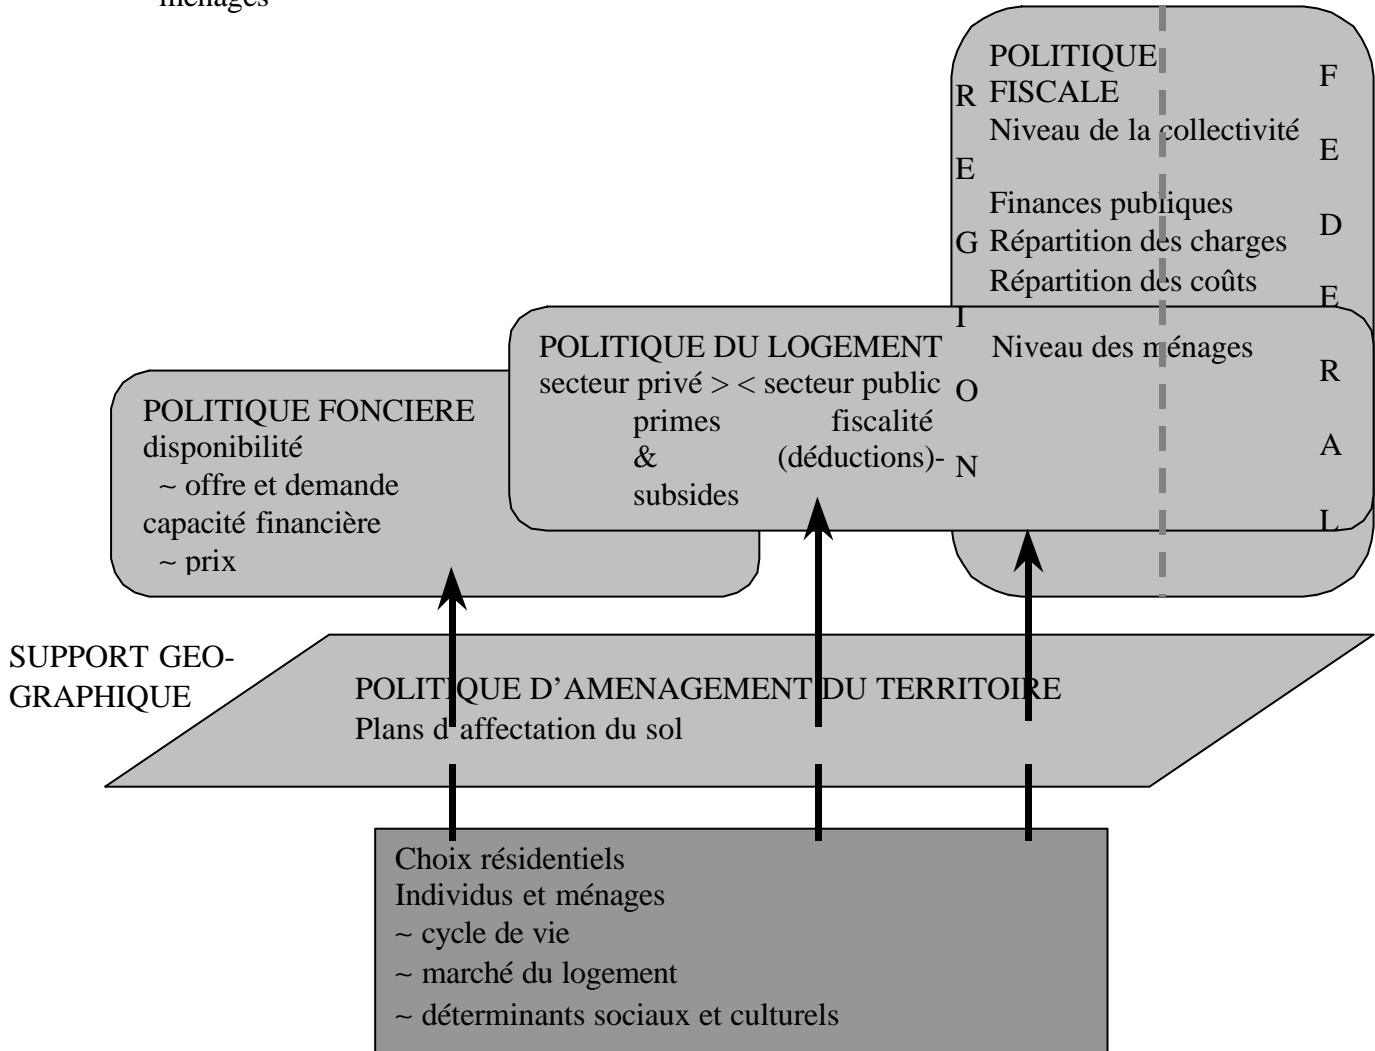 ménages
POLITIQUE
FISCALE
Niveau de la collectivité
Finances publiques
Répartition des charges
Répartition des coûts
Niveau des ménages
REGION
FEDERAL
POLITIQUE DU LOGEMENT
secteur privé > < secteur public
primes fiscalité
& (déductions)-
subsides
POLITIQUE FONCIERE
disponibilité
~ offre et demande
capacité financière
~ prix
SUPPORT GEO-
GRAPHIQUE
POLITIQUE D'AMENAGEMENT DU TERRITOIRE
Plans d'affectation du sol
Choix résidentiels
Individus et ménages
~ cycle de vie
~ marché du logement
~ déterminants sociaux et culturels